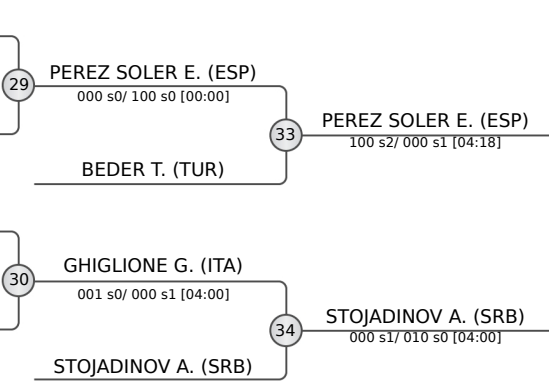 29
PEREZ SOLER E. (ESP)
000 s0/ 100 s0 [00:00]
33
PEREZ SOLER E. (ESP)
100 s2/ 000 s1 [04:18]
BEDER T. (TUR)
30
GHIGLIONE G. (ITA)
001 s0/ 000 s1 [04:00]
34
STOJADINOV A. (SRB)
000 s1/ 010 s0 [04:00]
STOJADINOV A. (SRB)